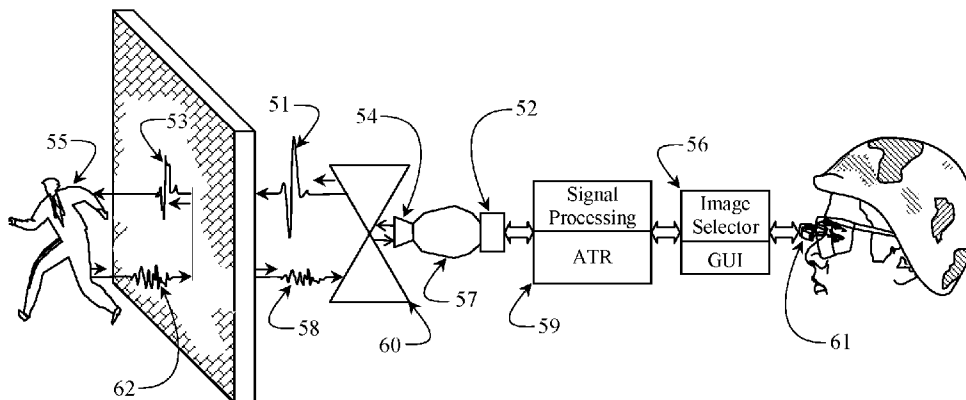 51
52
53
54
55
56
Signal
Processing
Image
Selector
ATR
GUI
57
58
59
60
61
62